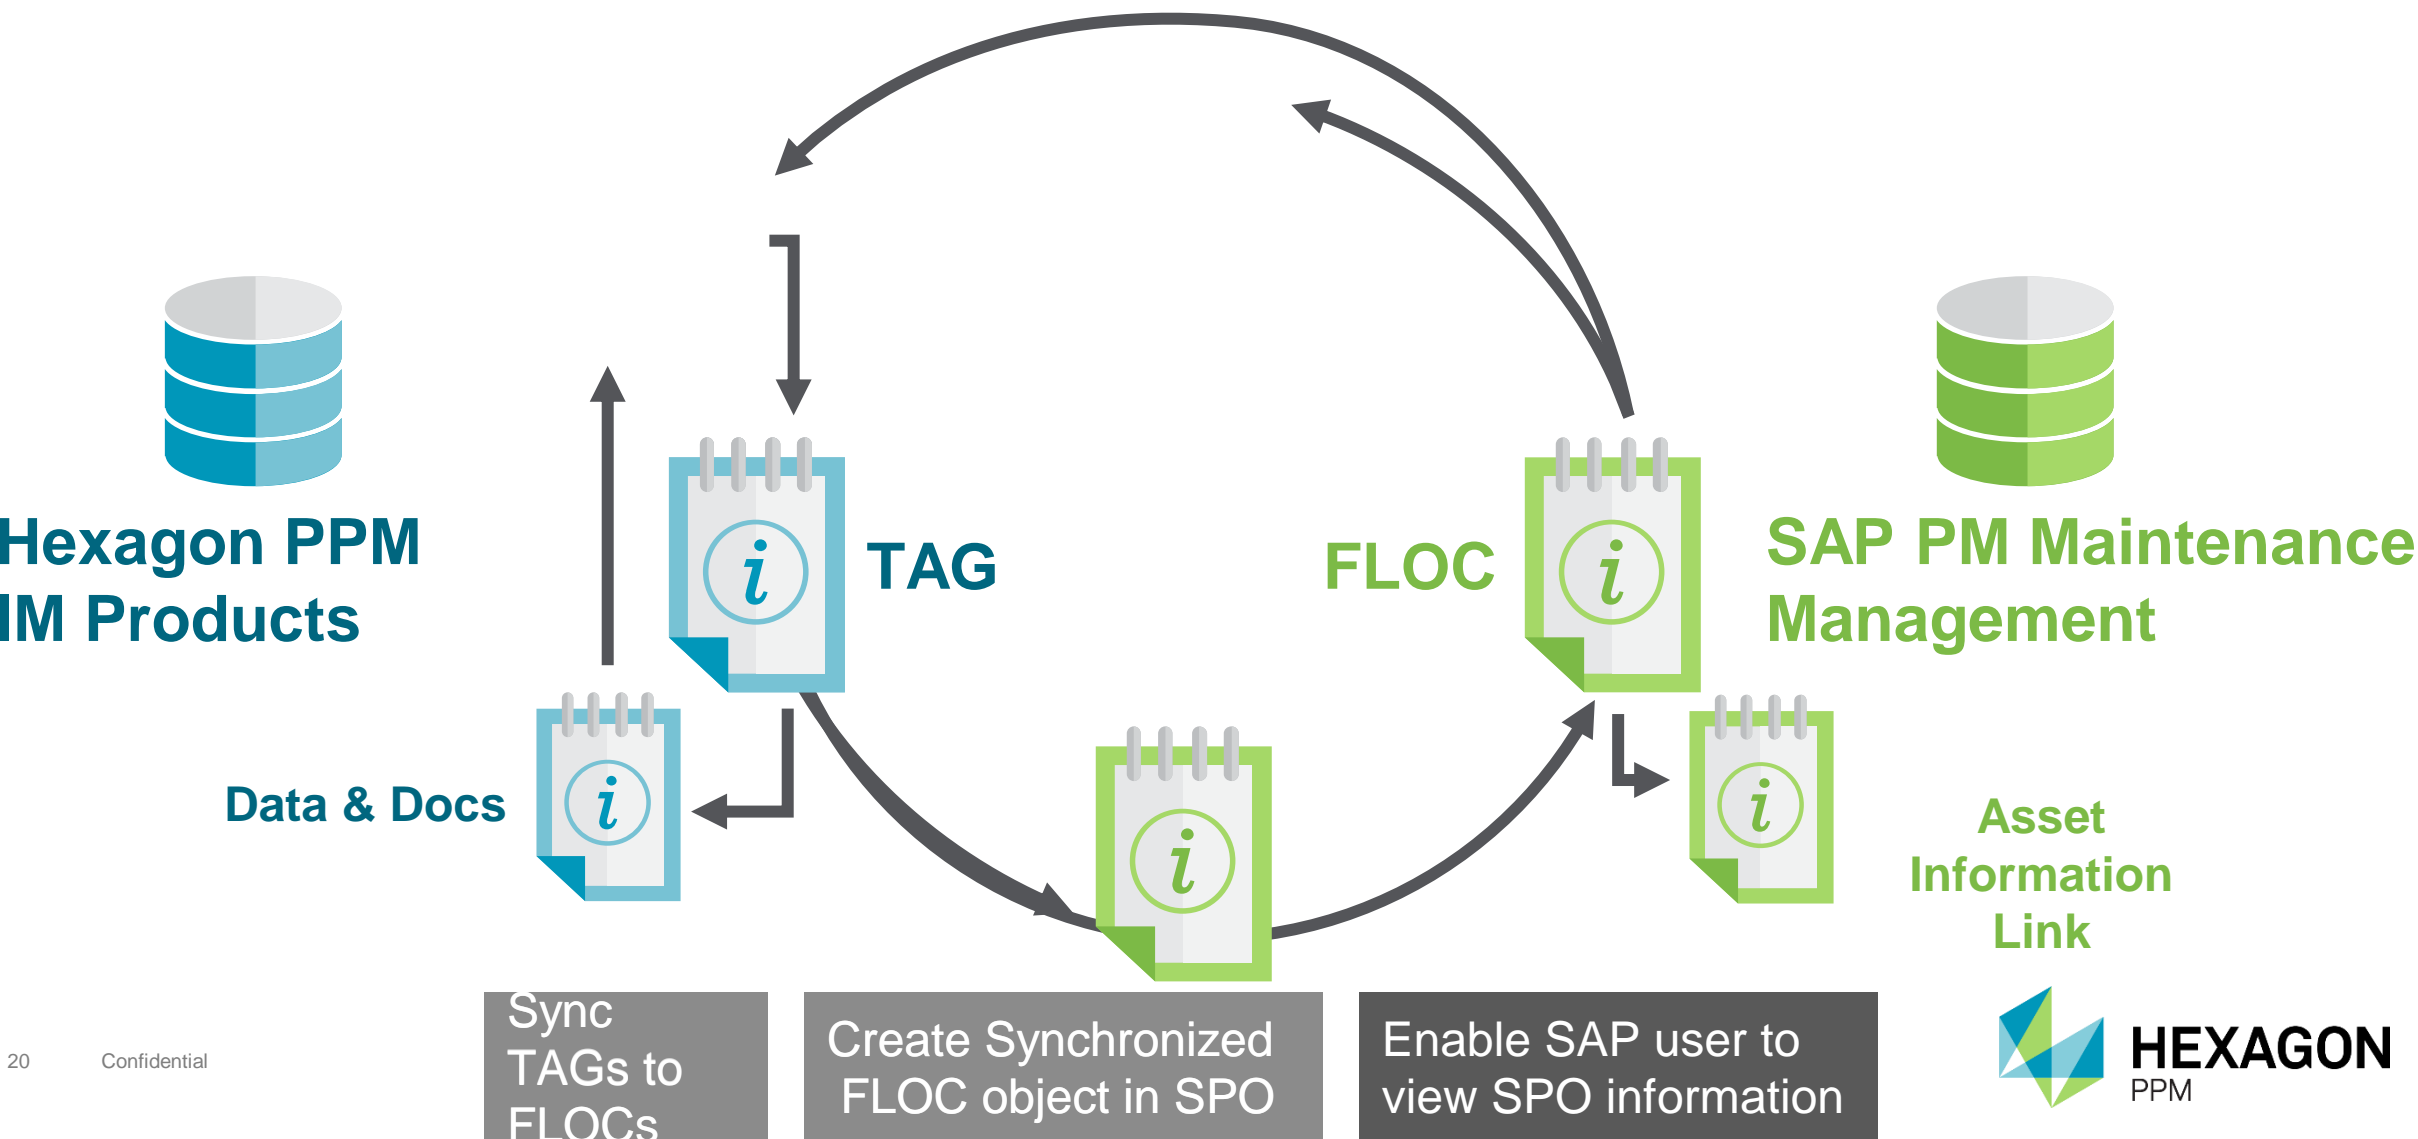 Hexagon PPM
IM Products
TAG
FLOC
SAP PM Maintenance
Management
Data & Docs
Asset
Information
Link
Sync
TAGs to
FLOCs
Create Synchronized
FLOC object in SPO
Enable SAP user to
view SPO information
20 Confidential
HEXAGON
PPM